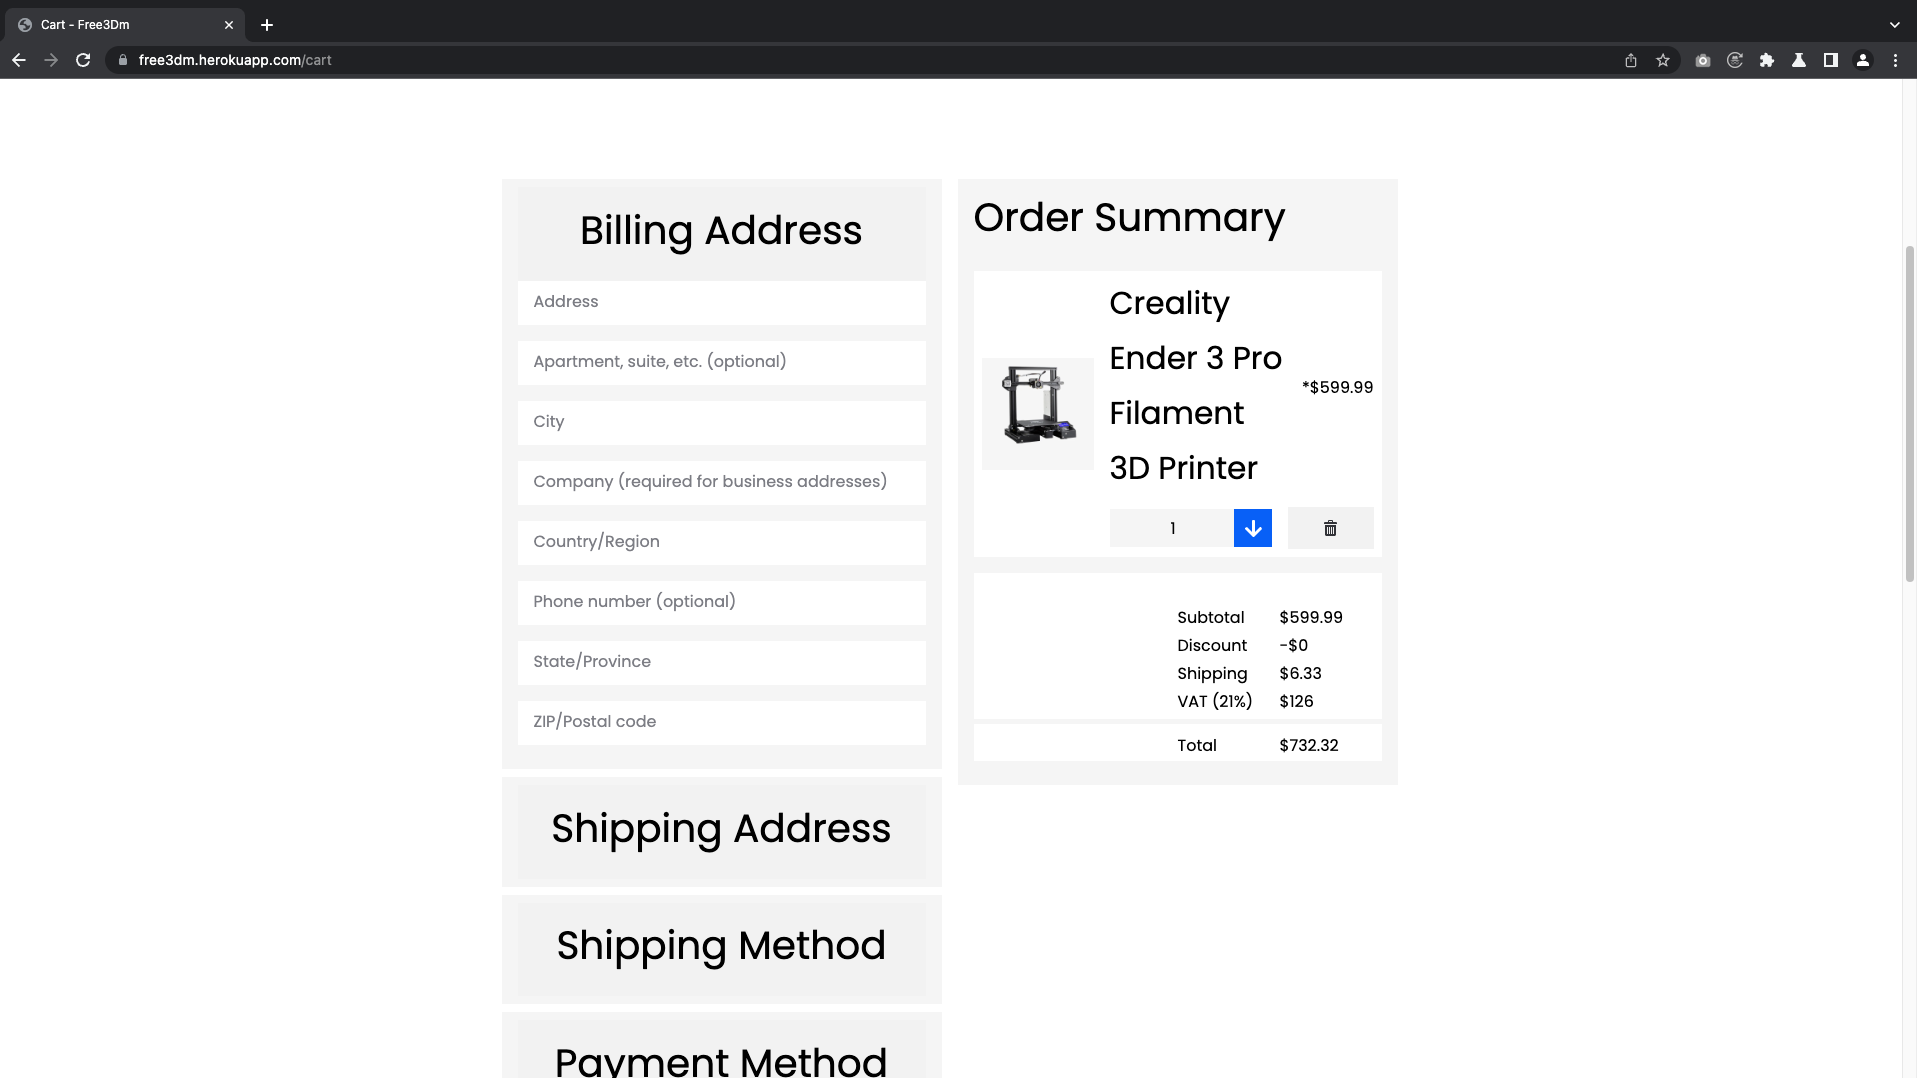 Cart - Free3Dm
free3dm.herokuapp.com/cart
Billing Address
Address
Apartment, suite, etc. (optional)
City
Company (required for business addresses)
Country/Region
Phone number (optional)
State/Province
ZIP/Postal code
Shipping Address
Shipping Method
Payment Method
Order Summary
Creality
Ender 3 Pro
Filament
3D Printer
*$599.99
1
Subtotal $599.99
Discount -$0
Shipping $6.33
VAT (21%) $126
Total $732.32